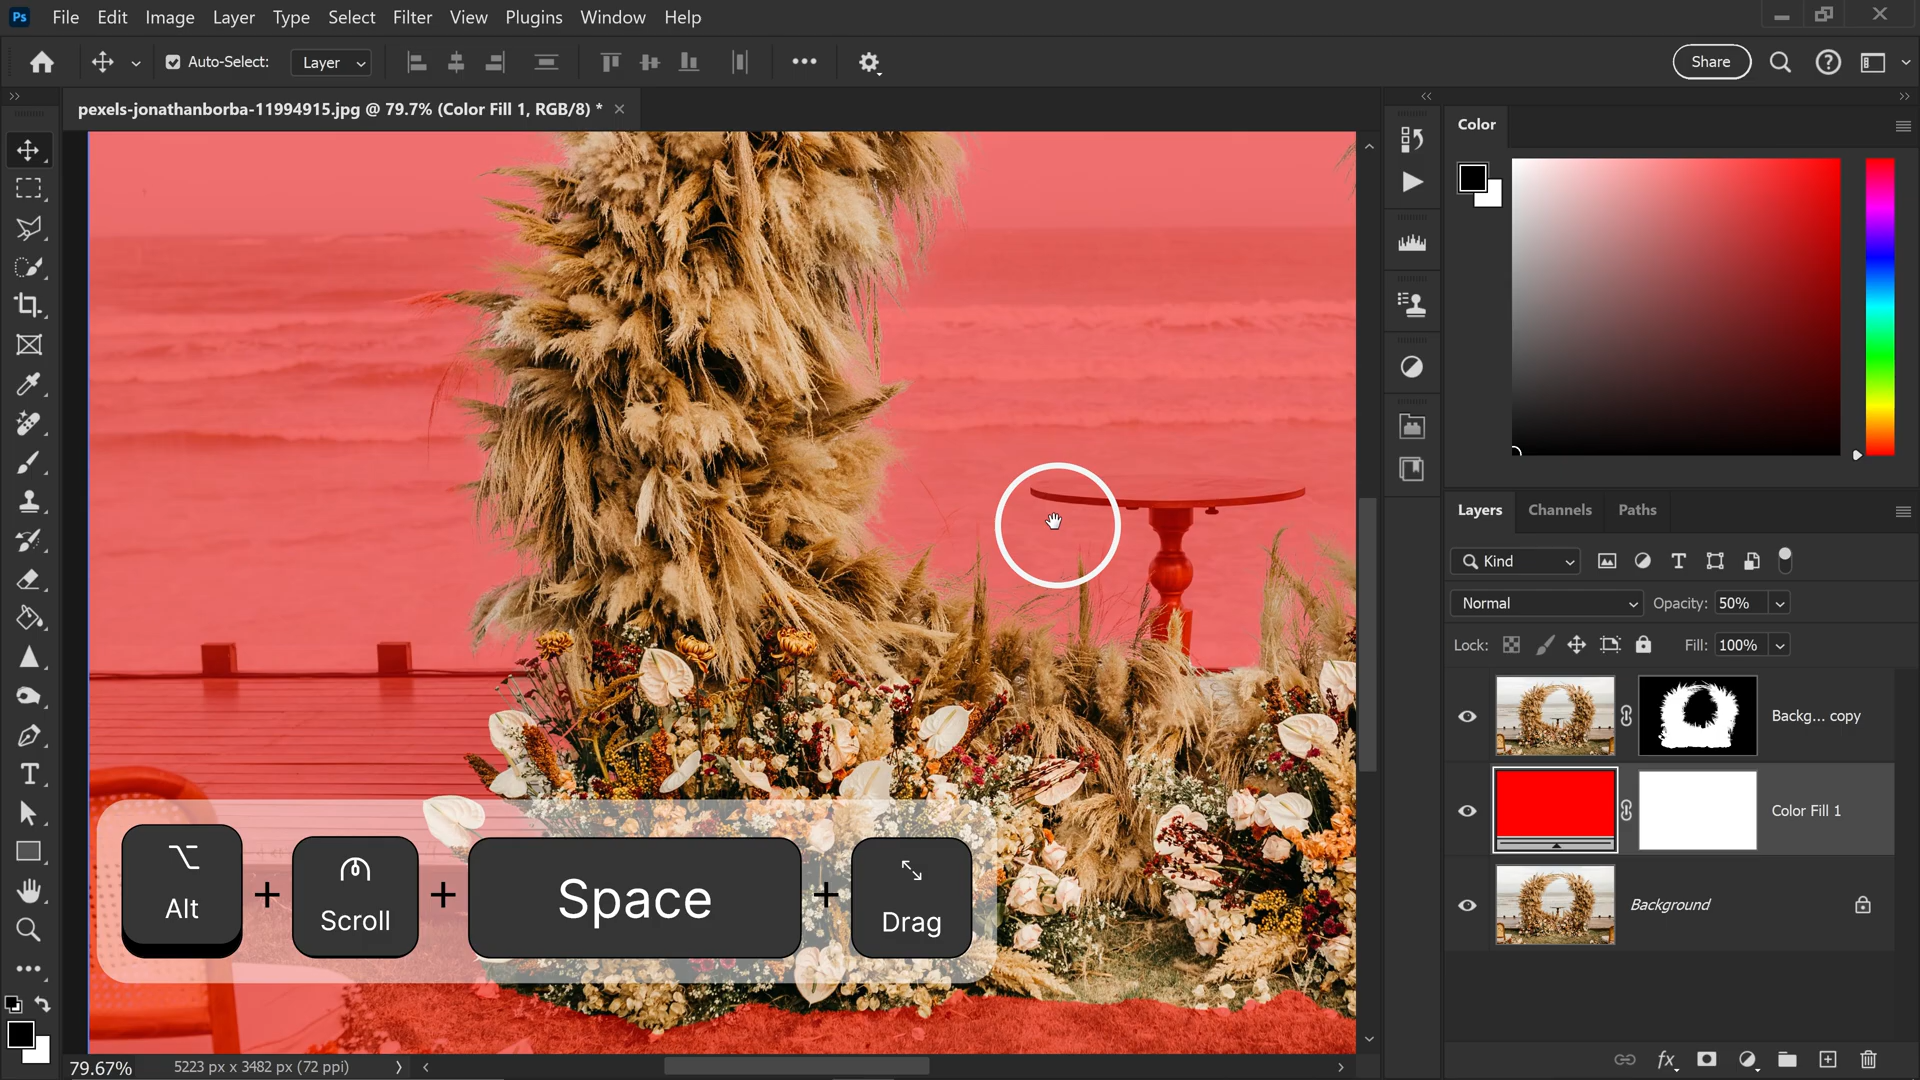 Ps File Edit Image Layer Type Select Filter View Plugins Window Help
Auto-Select: Layer Share
pexels-jonathanborba-11994915.jpg @ 79.7% (Color Fill 1, RGB/8) *
Color
Layers Channels Paths
Kind
Normal Opacity: 50%
Lock: Fill: 100%
Backg... copy
Color Fill 1
Background
Alt + Scroll + Space + Drag
79.67% 5223 px x 3482 px (72 ppi)
fx